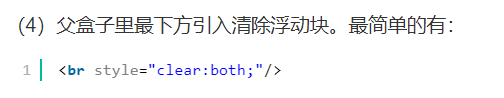 （4）父盒子里最下方引入清除浮动块。最简单的有：
1 <br style="clear:both;"/>